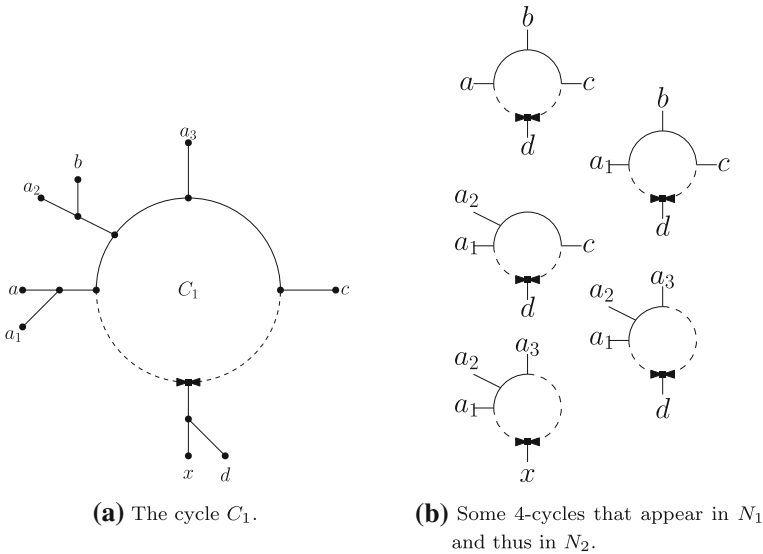 a₃
b
a₂
a
C₁
c
a₁
x
d
(a) The cycle C₁.
b
a
c
d
b
a₁
c
d
a₂
a₁
c
d
a₃
a₂
a₁
d
a₃
a₂
a₁
x
(b) Some 4-cycles that appear in N₁
and thus in N₂.